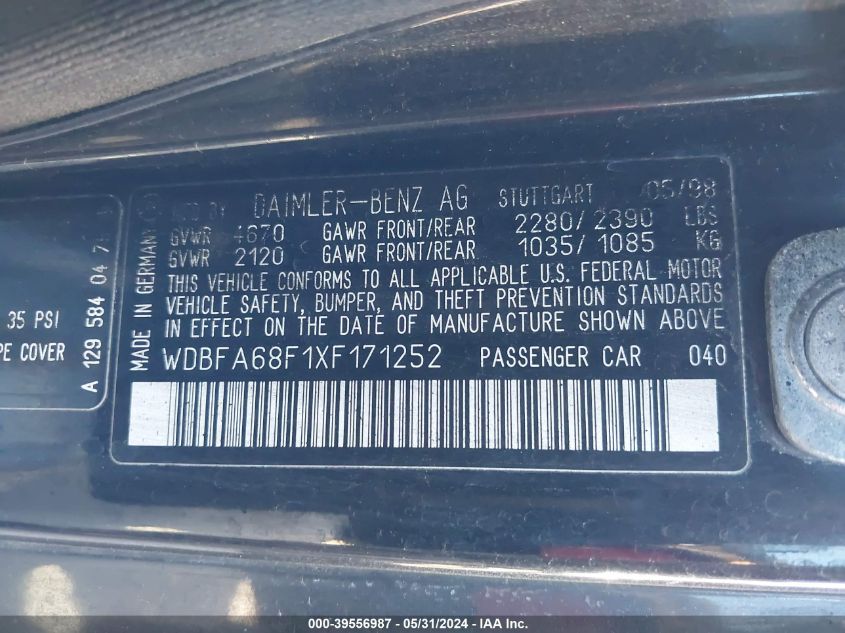 DAIMLER-BENZ AG STUTTGART 05/98
GVWR 4670 GAWR FRONT/REAR 2280/2390 LBS
GVWR 2120 GAWR FRONT/REAR 1035/1085 KG
THIS VEHICLE CONFORMS TO ALL APPLICABLE U.S. FEDERAL MOTOR
VEHICLE SAFETY, BUMPER, AND THEFT PREVENTION STANDARDS
IN EFFECT ON THE DATE OF MANUFACTURE SHOWN ABOVE
WDBFA68F1XF171252 PASSENGER CAR 040
MADE IN GERMANY
35 PSI
PE COVER
A 129 584 04
000-39556987 - 05/31/2024 - IAA Inc.